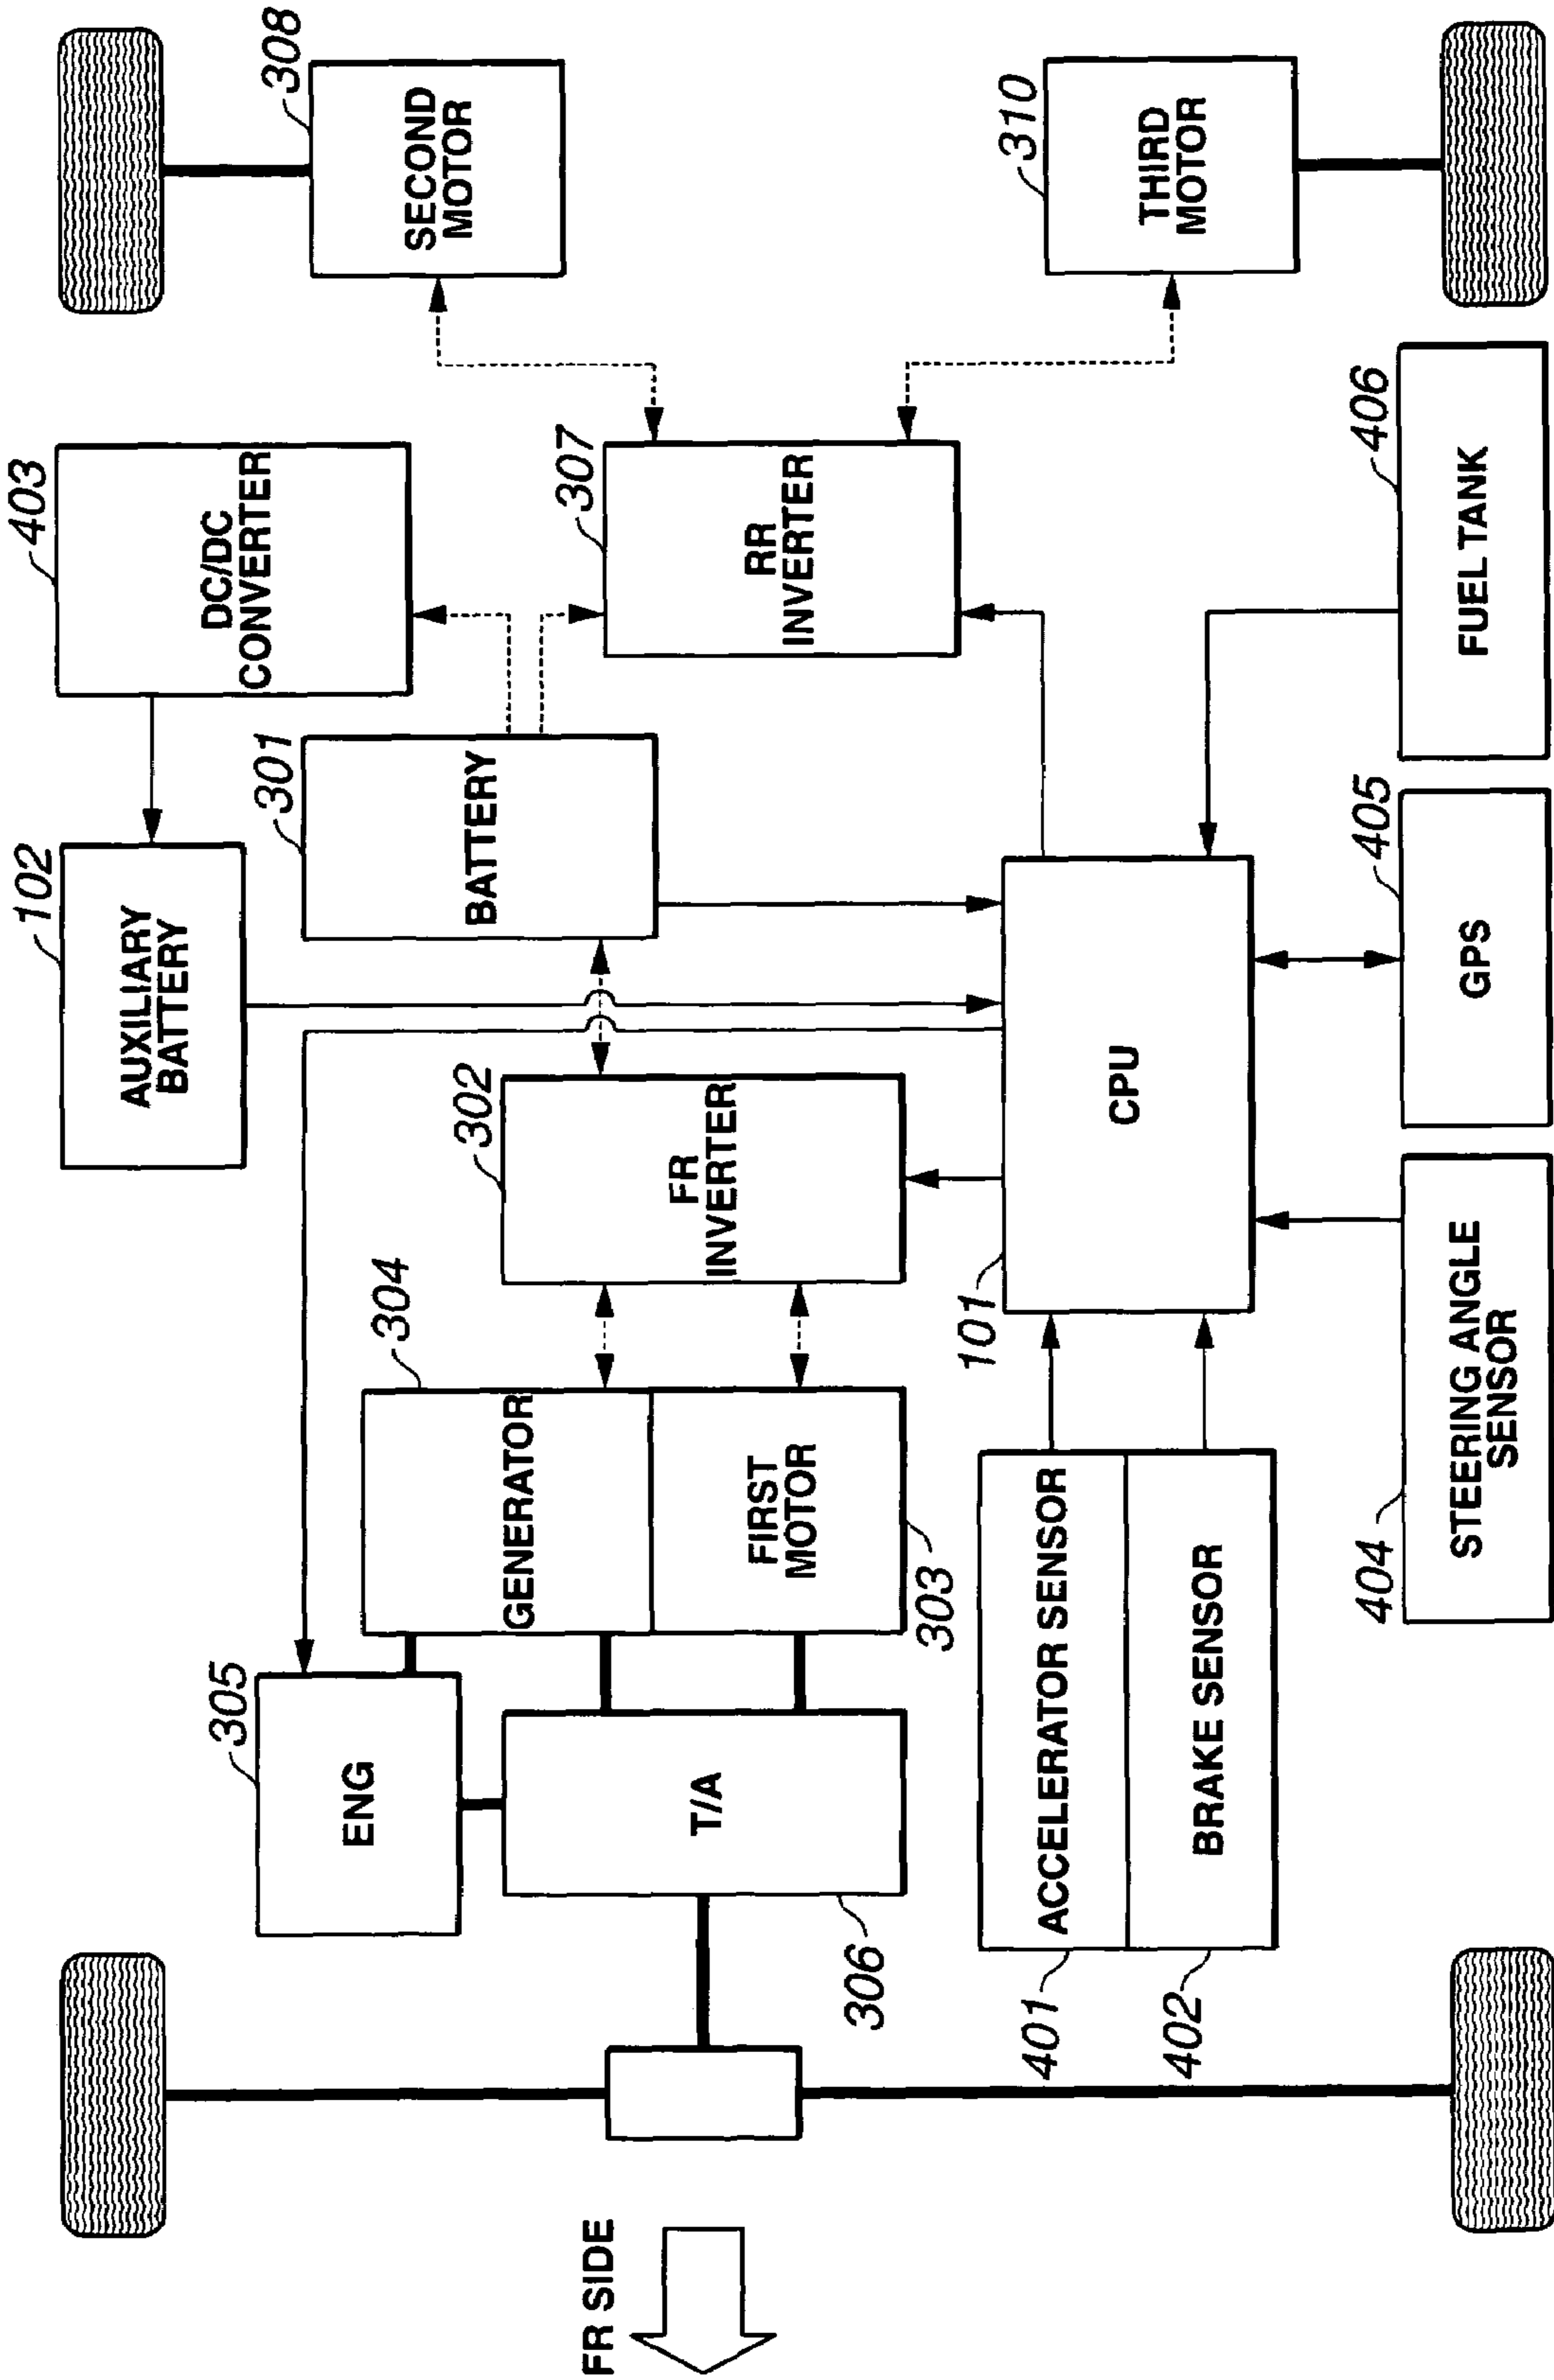 308
SECOND
MOTOR
310
THIRD
MOTOR
403
DC/DC
CONVERTER
307
RR
INVERTER
406
FUEL TANK
102
AUXILIARY
BATTERY
301
BATTERY
405
GPS
302
FR
INVERTER
101
CPU
304
GENERATOR
FIRST
MOTOR
303
404
STEERING ANGLE
SENSOR
305
ENG
T/A
306
ACCELERATOR SENSOR
401
BRAKE SENSOR
402
FR SIDE